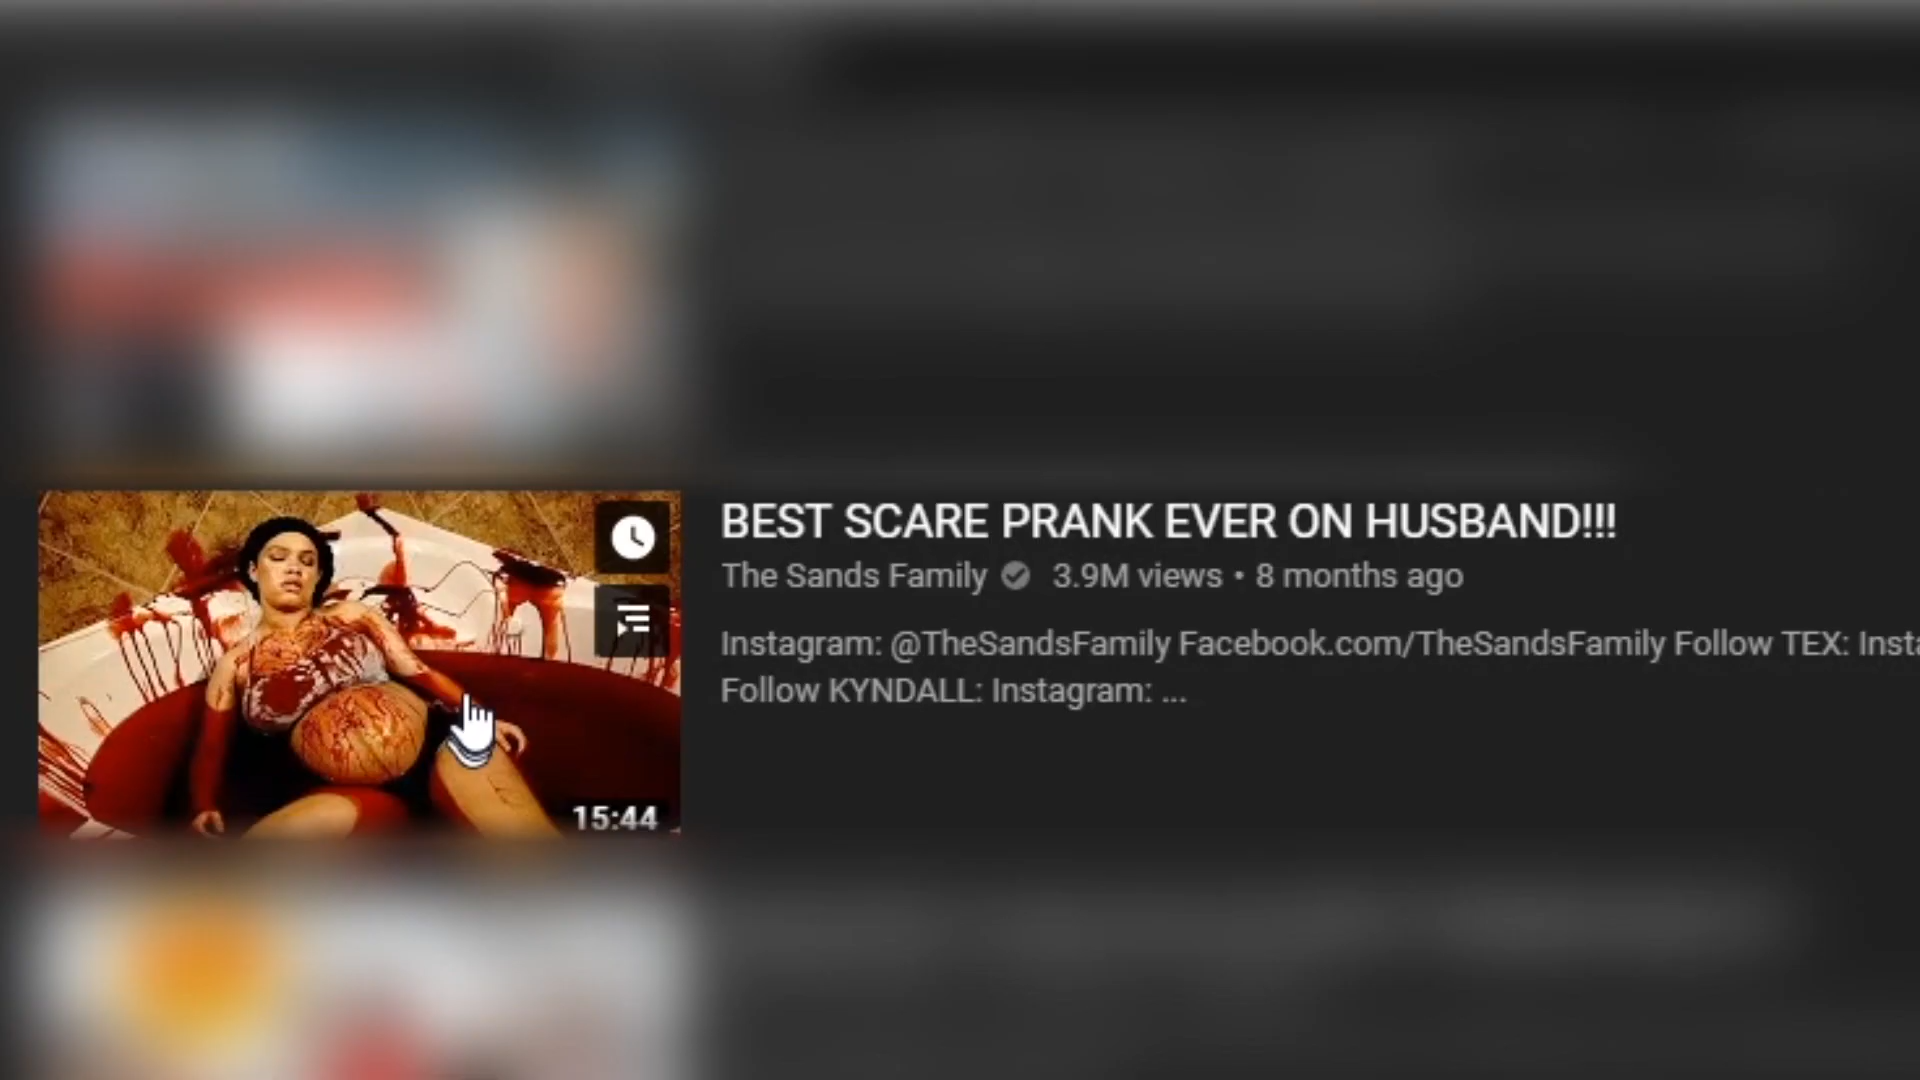 BEST SCARE PRANK EVER ON HUSBAND!!!
The Sands Family 3.9M views • 8 months ago
Instagram: @TheSandsFamily Facebook.com/TheSandsFamily Follow TEX: Insta
Follow KYNDALL: Instagram: ...
15:44